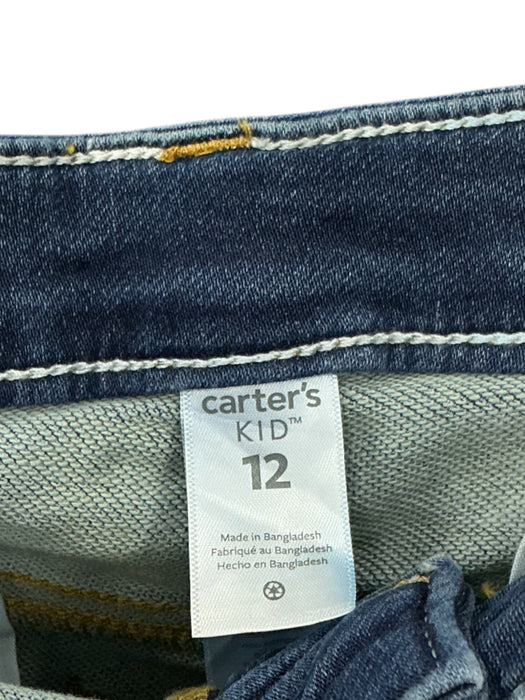 carter's
KID™
12
Made in Bangladesh
Fabriqué au Bangladesh
Hecho en Bangladesh